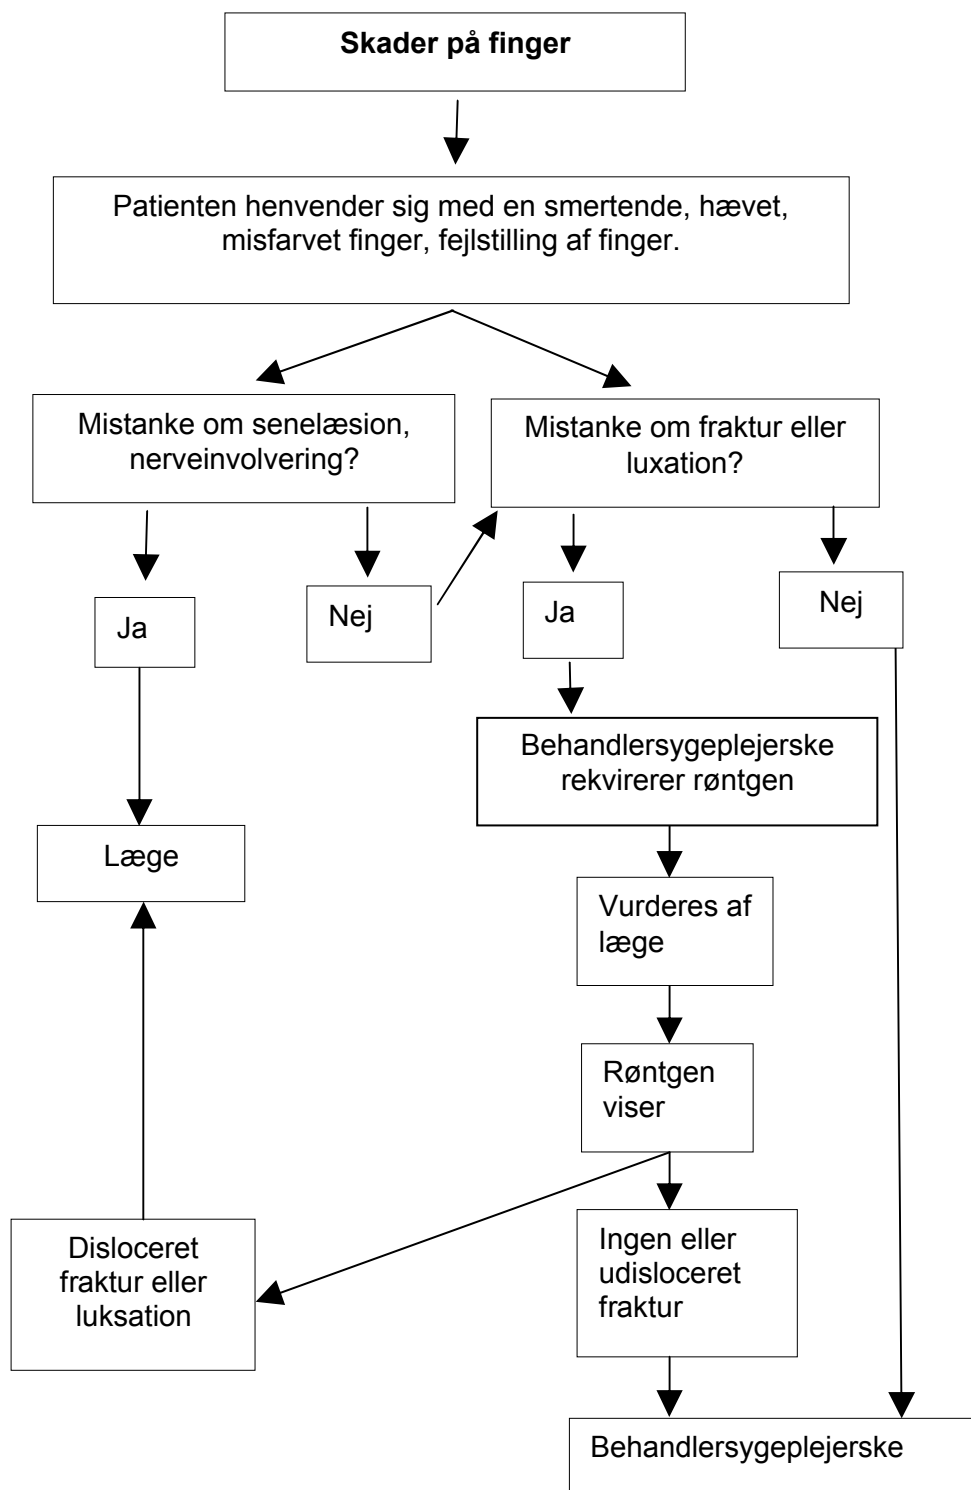 Skader på finger
Patienten henvender sig med en smertende, hævet,
misfarvet finger, fejlstilling af finger.
Mistanke om senelæsion,
nerveinvolvering?
Mistanke om fraktur eller
luxation?
Ja
Nej
Ja
Nej
Behandlersygeplejerske
rekvirerer røntgen
Læge
Vurderes af
læge
Røntgen
viser
Disloceret
fraktur eller
luksation
Ingen eller
udisloceret
fraktur
Behandlersygeplejerske